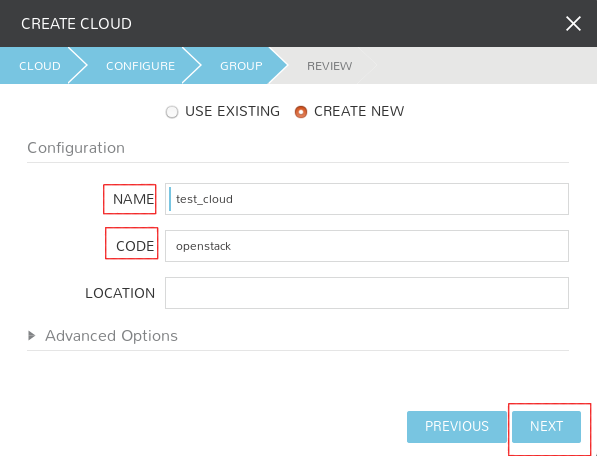 CREATE CLOUD
CLOUD CONFIGURE GROUP REVIEW
USE EXISTING CREATE NEW
Configuration
NAME test_cloud
CODE openstack
LOCATION
Advanced Options
PREVIOUS NEXT